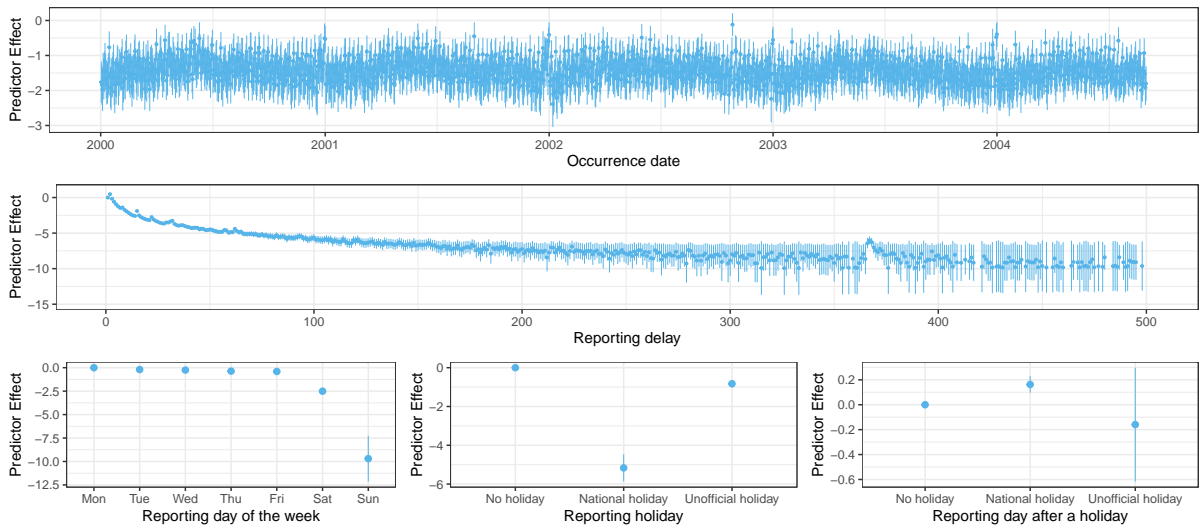 Predictor Effect
0
−1
−2
−3
2000 2001 2002 2003 2004
Occurrence date
Predictor Effect
0
−5
−10
−15
0 100 200 300 400 500
Reporting delay
Predictor Effect
0.0
−2.5
−5.0
−7.5
−10.0
−12.5
Mon Tue Wed Thu Fri Sat Sun
Reporting day of the week
Predictor Effect
0
−2
−4
−6
No holiday National holiday Unofficial holiday
Reporting holiday
Predictor Effect
0.2
0.0
−0.2
−0.4
−0.6
No holiday National holiday Unofficial holiday
Reporting day after a holiday